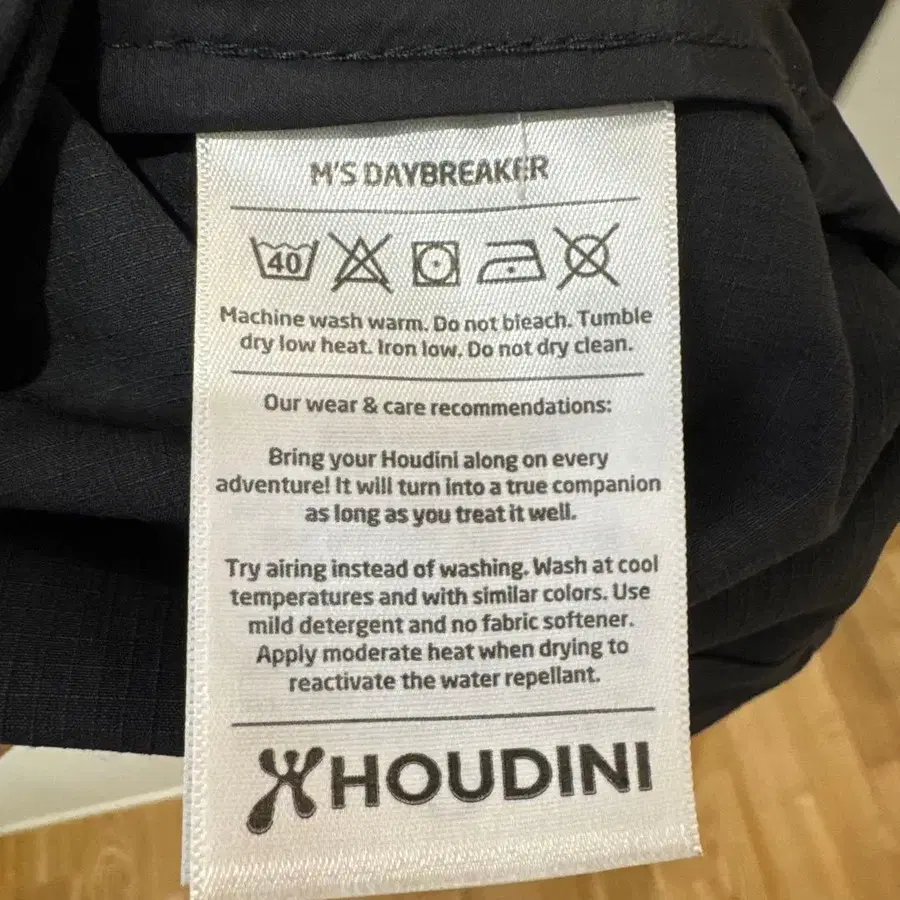 M'S DAYBREAKER
40
Machine wash warm. Do not bleach. Tumble
dry low heat. Iron low. Do not dry clean.
Our wear & care recommendations:
Bring your Houdini along on every
adventure! It will turn into a true companion
as long as you treat it well.
Try airing instead of washing. Wash at cool
temperatures and with similar colors. Use
mild detergent and no fabric softener.
Apply moderate heat when drying to
reactivate the water repellant.
HOUDINI